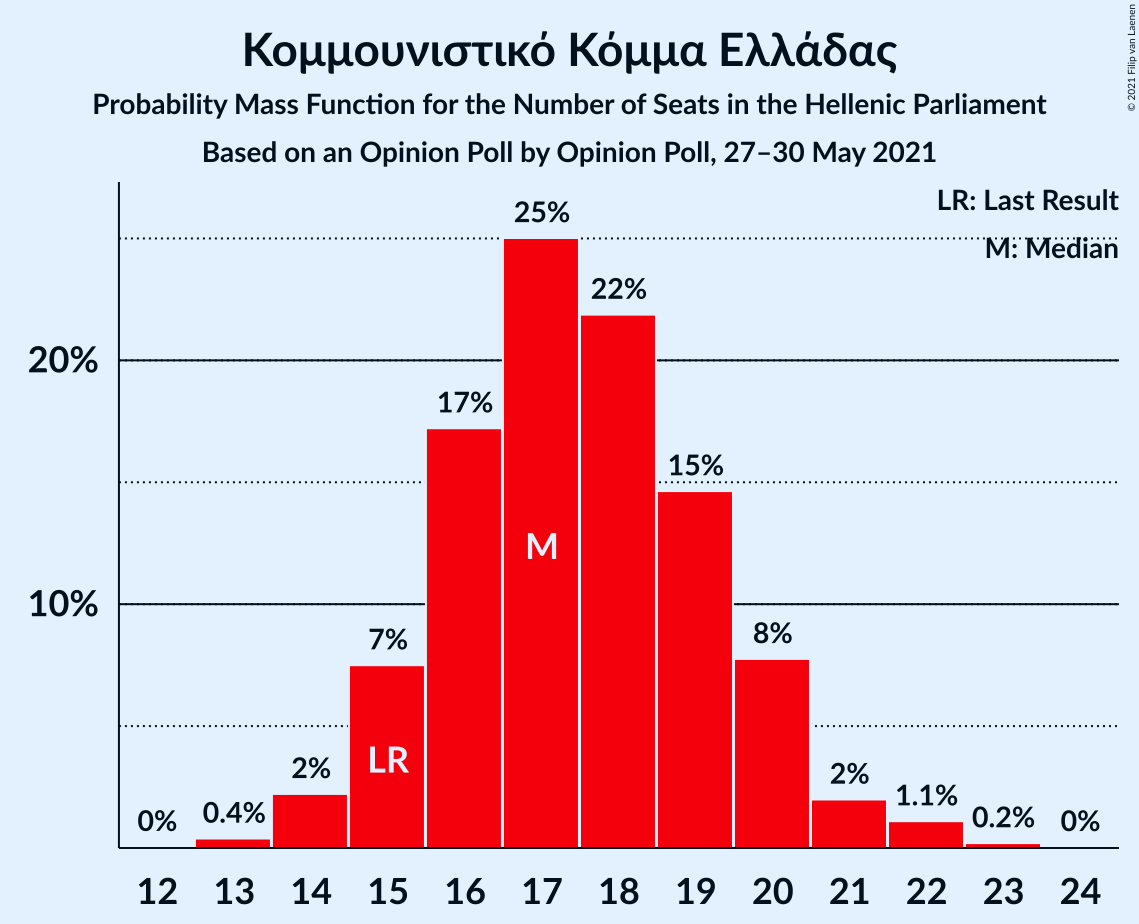 Κομμουνιστικό Κόμμα Ελλάδας
Probability Mass Function for the Number of Seats in the Hellenic Parliament
Based on an Opinion Poll by Opinion Poll, 27–30 May 2021
© 2021 Filip van Laenen
LR: Last Result
M: Median
20%
10%
0%
0.4%
2%
7%
17%
25%
22%
15%
8%
2%
1.1%
0.2%
0%
LR
M
12 13 14 15 16 17 18 19 20 21 22 23 24